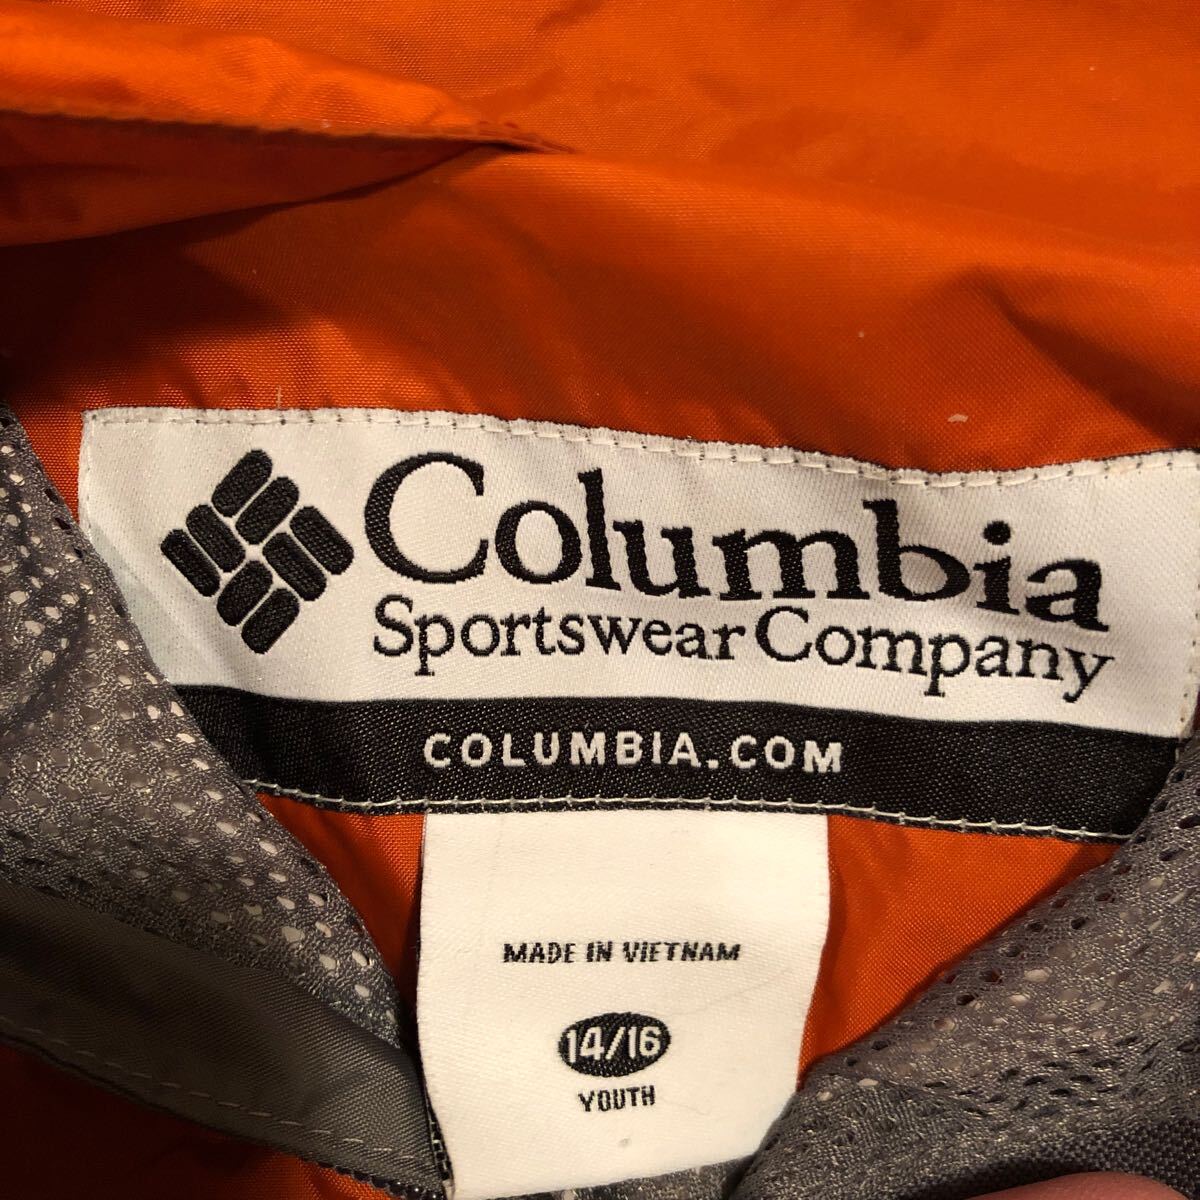 Columbia
Sportswear Company
COLUMBIA.COM
MADE IN VIETNAM
14/16
YOUTH